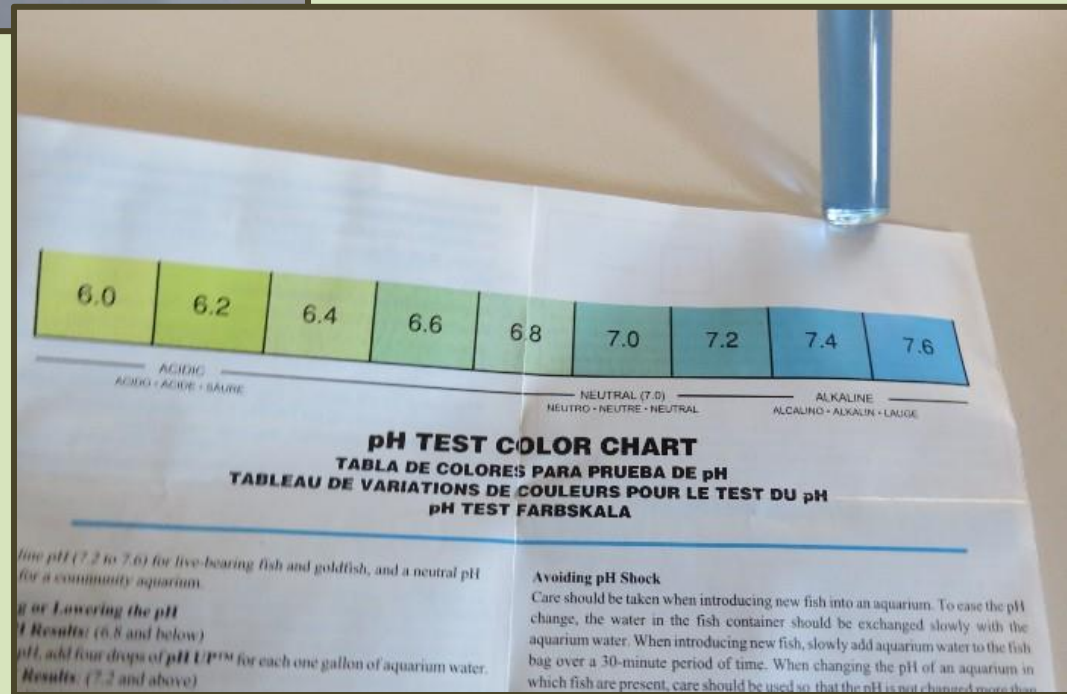 6.0 6.2 6.4 6.6 6.8 7.0 7.2 7.4 7.6
ACIDIC NEUTRAL (7.0) ALKALINE
ACIDO • ACIDE • SÄURE NEUTRO • NEUTRE • NEUTRAL ALCALINO • ALKALIN • LAUGE
pH TEST COLOR CHART
TABLA DE COLORES PARA PRUEBA DE pH
TABLEAU DE VARIATIONS DE COULEURS POUR LE TEST DU pH
pH TEST FARBSKALA
line pH (7.2 to 7.6) for live-bearing fish and goldfish, and a neutral pH
for a community aquarium.
g or Lowering the pH
Results: (6.8 and below)
pH, add four drops of pH UP™ for each one gallon of aquarium water.
Results: (7.2 and above)
Avoiding pH Shock
Care should be taken when introducing new fish into an aquarium. To ease the pH
change, the water in the fish container should be exchanged slowly with the
aquarium water. When introducing new fish, slowly add aquarium water to the fish
bag over a 30-minute period of time. When changing the pH of an aquarium in
which fish are present, care should be used so that the pH is not changed more than